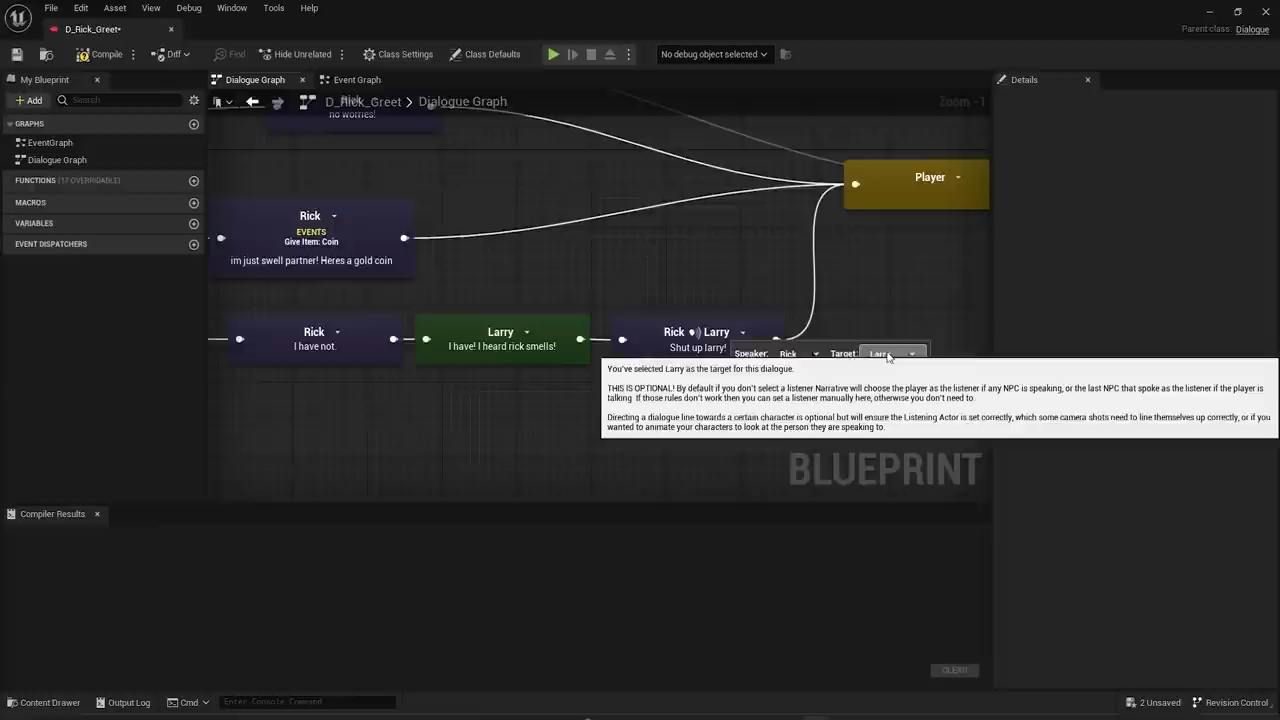 File Edit Asset View Debug Window Tools Help
D_Rick_Greet•
Parent class: Dialogue
Compile Diff Find Hide Unrelated Class Settings Class Defaults No debug object selected
My Blueprint Dialogue Graph Event Graph Details
Add Search
D_Rick_Greet > Dialogue Graph Zoom -1
GRAPHS
EventGraph
Dialogue Graph
FUNCTIONS (17 OVERRIDABLE)
MACROS
VARIABLES
EVENT DISPATCHERS
Rick
no worries!
Player
Rick
EVENTS
Give Item: Coin
im just swell partner! Heres a gold coin
Rick
I have not.
Larry
I have! I heard rick smells!
Rick Larry
Shut up larry!
Speaker: Rick Target: Larry
You've selected Larry as the target for this dialogue.
THIS IS OPTIONAL! By default if you don't select a listener Narrative will choose the player as the listener if any NPC is speaking, or the last NPC that spoke as the listener if the player is
talking. If those rules don't work then you can set a listener manually here, otherwise you don't need to.
Directing a dialogue line towards a certain character is optional but will ensure the Listening Actor is set correctly, which some camera shots need to line themselves up correctly, or if you
wanted to animate your characters to look at the person they are speaking to.
BLUEPRINT
Compiler Results
CLEAR
Content Drawer Output Log Cmd Enter Console Command 2 Unsaved Revision Control